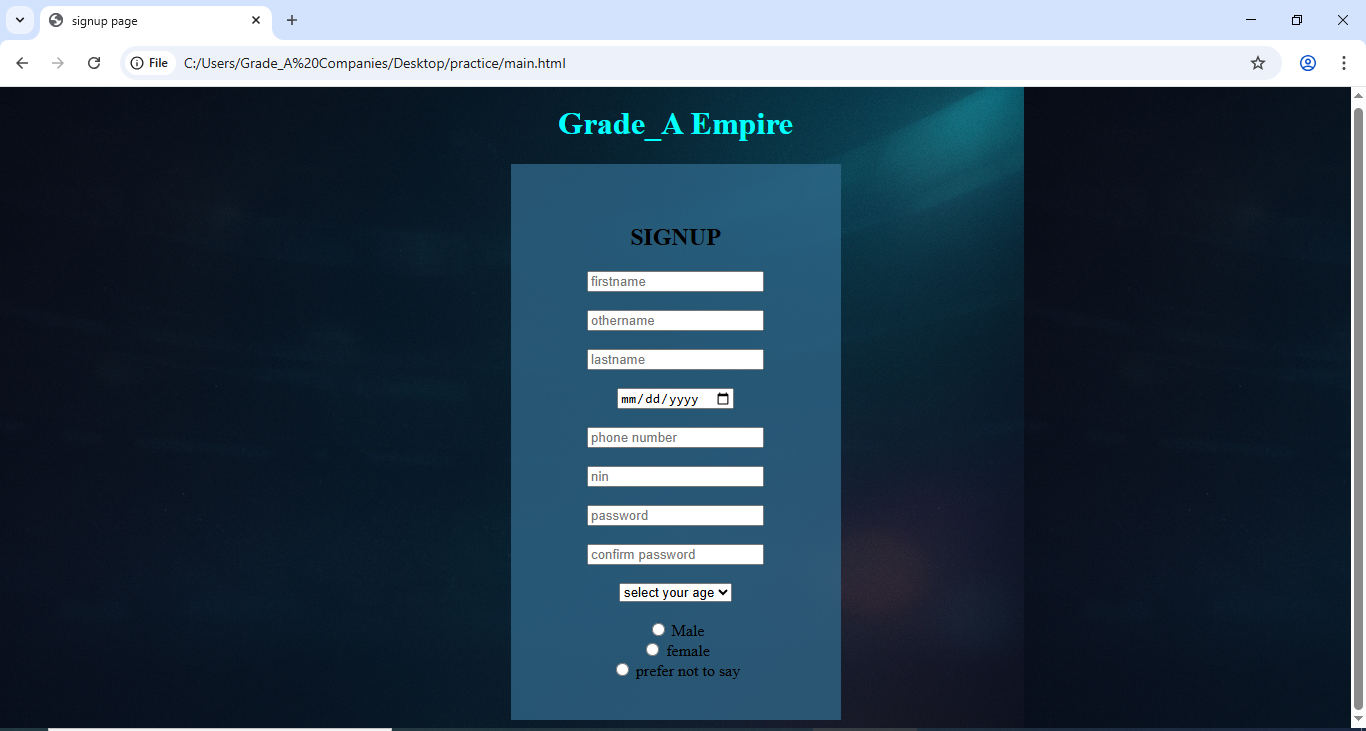 signup page
File C:/Users/Grade_A%20Companies/Desktop/practice/main.html
Grade_A Empire
SIGNUP
firstname
othername
lastname
mm/dd/yyyy
phone number
nin
password
confirm password
select your age
Male
female
prefer not to say